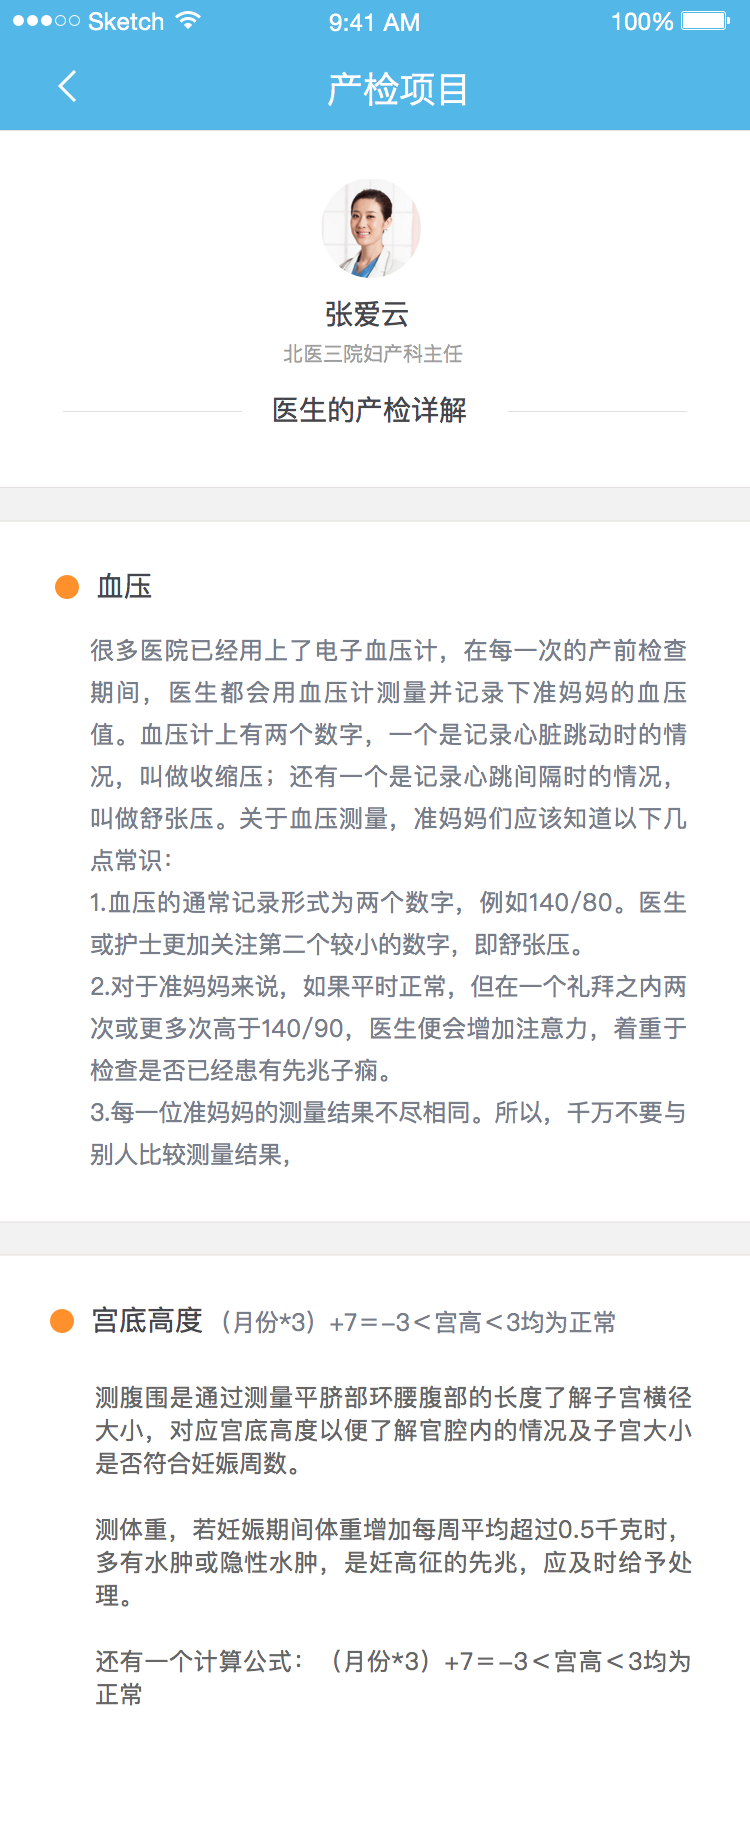 Sketch 9:41 AM 100%
产检项目
张爱云
北医三院妇产科主任
医生的产检详解
血压
很多医院已经用上了电子血压计，在每一次的产前检查
期间，医生都会用血压计测量并记录下准妈妈的血压
值。血压计上有两个数字，一个是记录心脏跳动时的情
况，叫做收缩压；还有一个是记录心跳间隔时的情况，
叫做舒张压。关于血压测量，准妈妈们应该知道以下几
点常识：
1.血压的通常记录形式为两个数字，例如140/80。医生
或护士更加关注第二个较小的数字，即舒张压。
2.对于准妈妈来说，如果平时正常，但在一个礼拜之内两
次或更多次高于140/90，医生便会增加注意力，着重于
检查是否已经患有先兆子痫。
3.每一位准妈妈的测量结果不尽相同。所以，千万不要与
别人比较测量结果，
宫底高度（月份*3）+7＝-3＜宫高＜3均为正常
测腹围是通过测量平脐部环腰腹部的长度了解子宫横径
大小，对应宫底高度以便了解官腔内的情况及子宫大小
是否符合妊娠周数。
测体重，若妊娠期间体重增加每周平均超过0.5千克时，
多有水肿或隐性水肿，是妊高征的先兆，应及时给予处
理。
还有一个计算公式：（月份*3）+7＝-3＜宫高＜3均为
正常